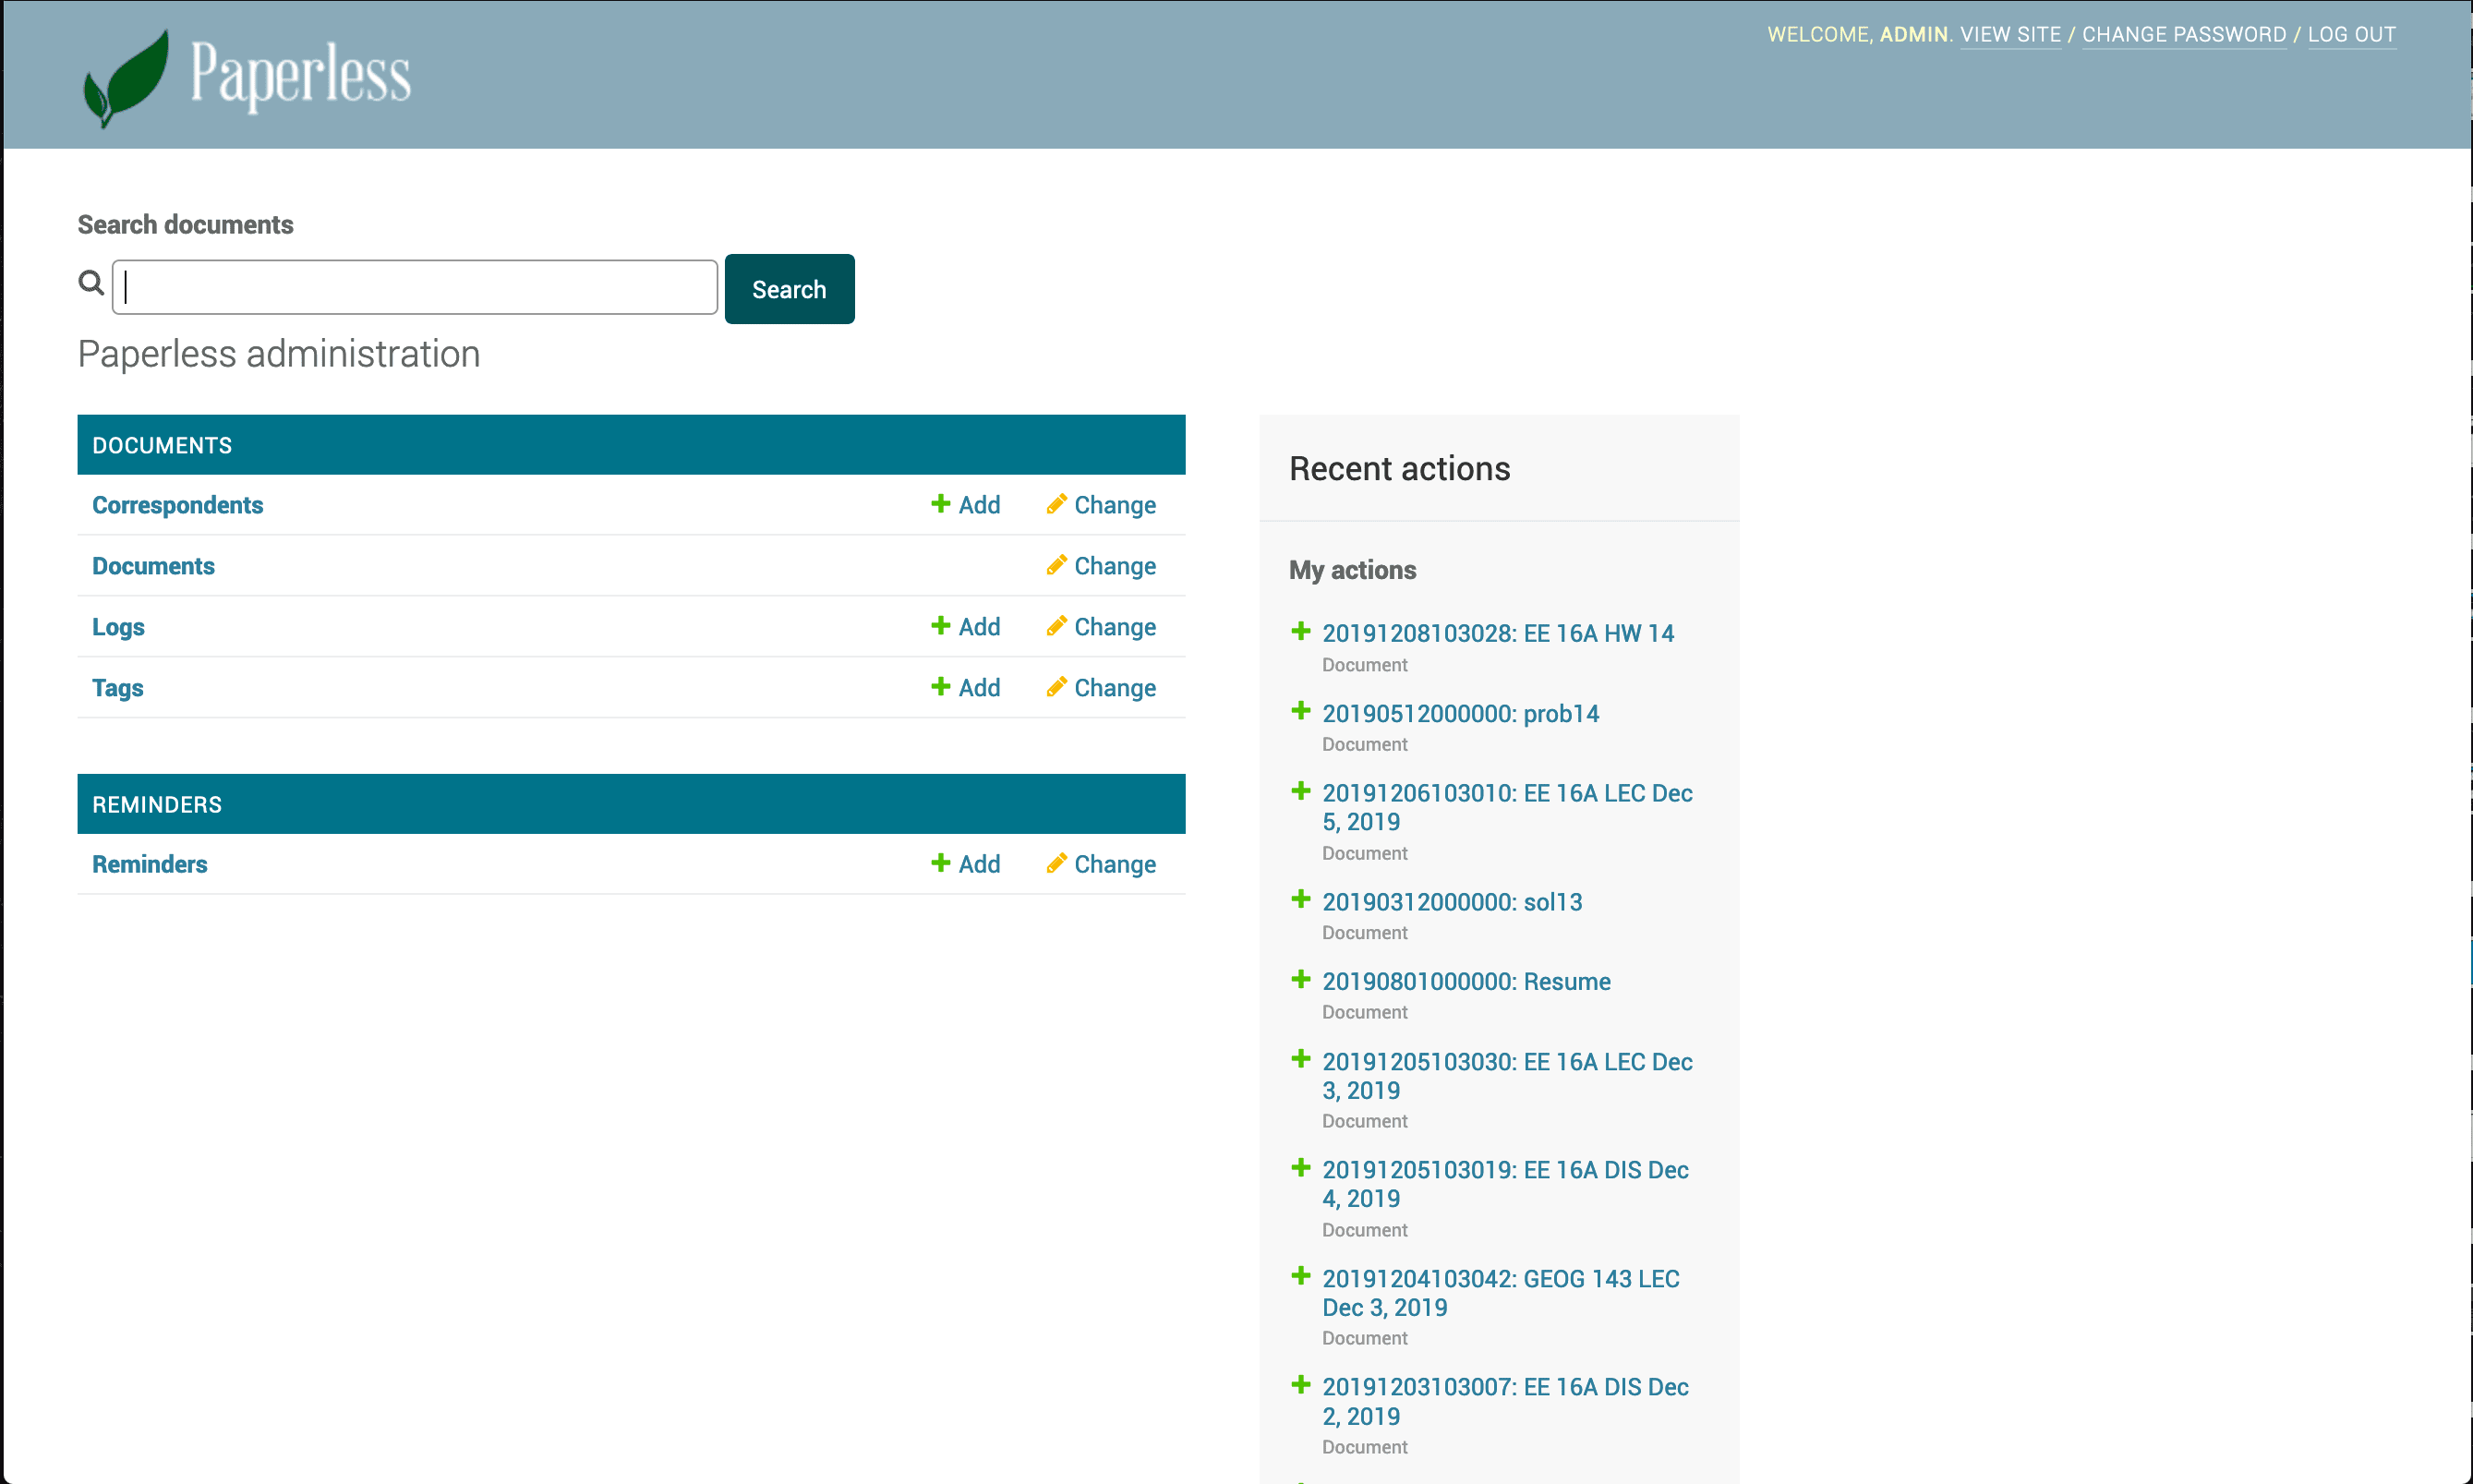 Paperless
WELCOME, ADMIN. VIEW SITE / CHANGE PASSWORD / LOG OUT
Search documents
Search
Paperless administration
DOCUMENTS
Correspondents Add Change
Documents Change
Logs Add Change
Tags Add Change
REMINDERS
Reminders Add Change
Recent actions
My actions
20191208103028: EE 16A HW 14
Document
20190512000000: prob14
Document
20191206103010: EE 16A LEC Dec
5, 2019
Document
20190312000000: sol13
Document
20190801000000: Resume
Document
20191205103030: EE 16A LEC Dec
3, 2019
Document
20191205103019: EE 16A DIS Dec
4, 2019
Document
20191204103042: GEOG 143 LEC
Dec 3, 2019
Document
20191203103007: EE 16A DIS Dec
2, 2019
Document